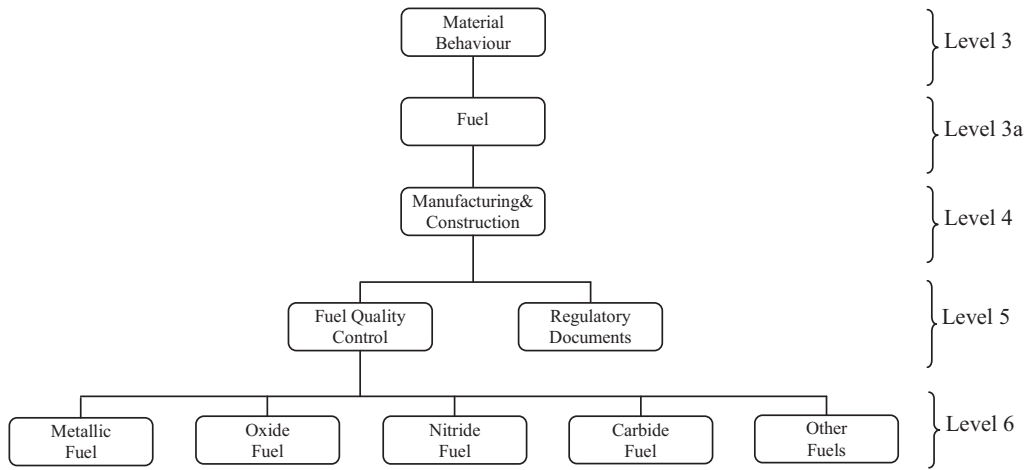 Material
Behaviour
Level 3
Fuel
Level 3a
Manufacturing&
Construction
Level 4
Fuel Quality
Control
Regulatory
Documents
Level 5
Metallic
Fuel
Oxide
Fuel
Nitride
Fuel
Carbide
Fuel
Other
Fuels
Level 6